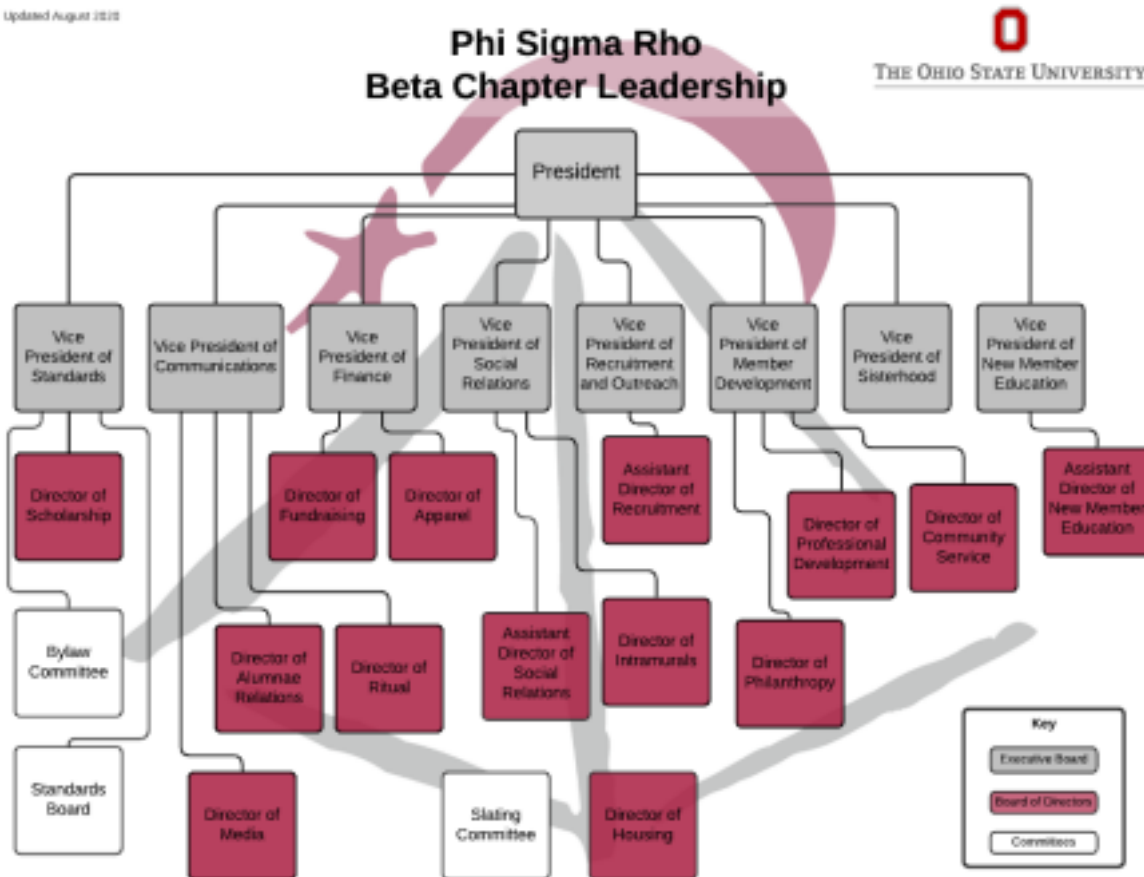 Updated August 2020
Phi Sigma Rho
Beta Chapter Leadership
THE OHIO STATE UNIVERSITY
President
Vice
President of
Standards
Vice President of
Communications
Vice
President of
Finance
Vice
President of
Social
Relations
Vice
President of
Recruitment
and Outreach
Vice
President of
Member
Development
Vice
President of
Sisterhood
Vice
President of
New Member
Education
Director of
Scholarship
Director of
Fundraising
Director of
Apparel
Assistant
Director of
Recruitment
Director of
Professional
Development
Director of
Community
Service
Assistant
Director of
New Member
Education
Bylaw
Committee
Director of
Alumnae
Relations
Director of
Ritual
Assistant
Director of
Social
Relations
Director of
Intramurals
Director of
Philanthropy
Standards
Board
Director of
Media
Slating
Committee
Director of
Housing
Key
Executive Board
Board of Directors
Committees